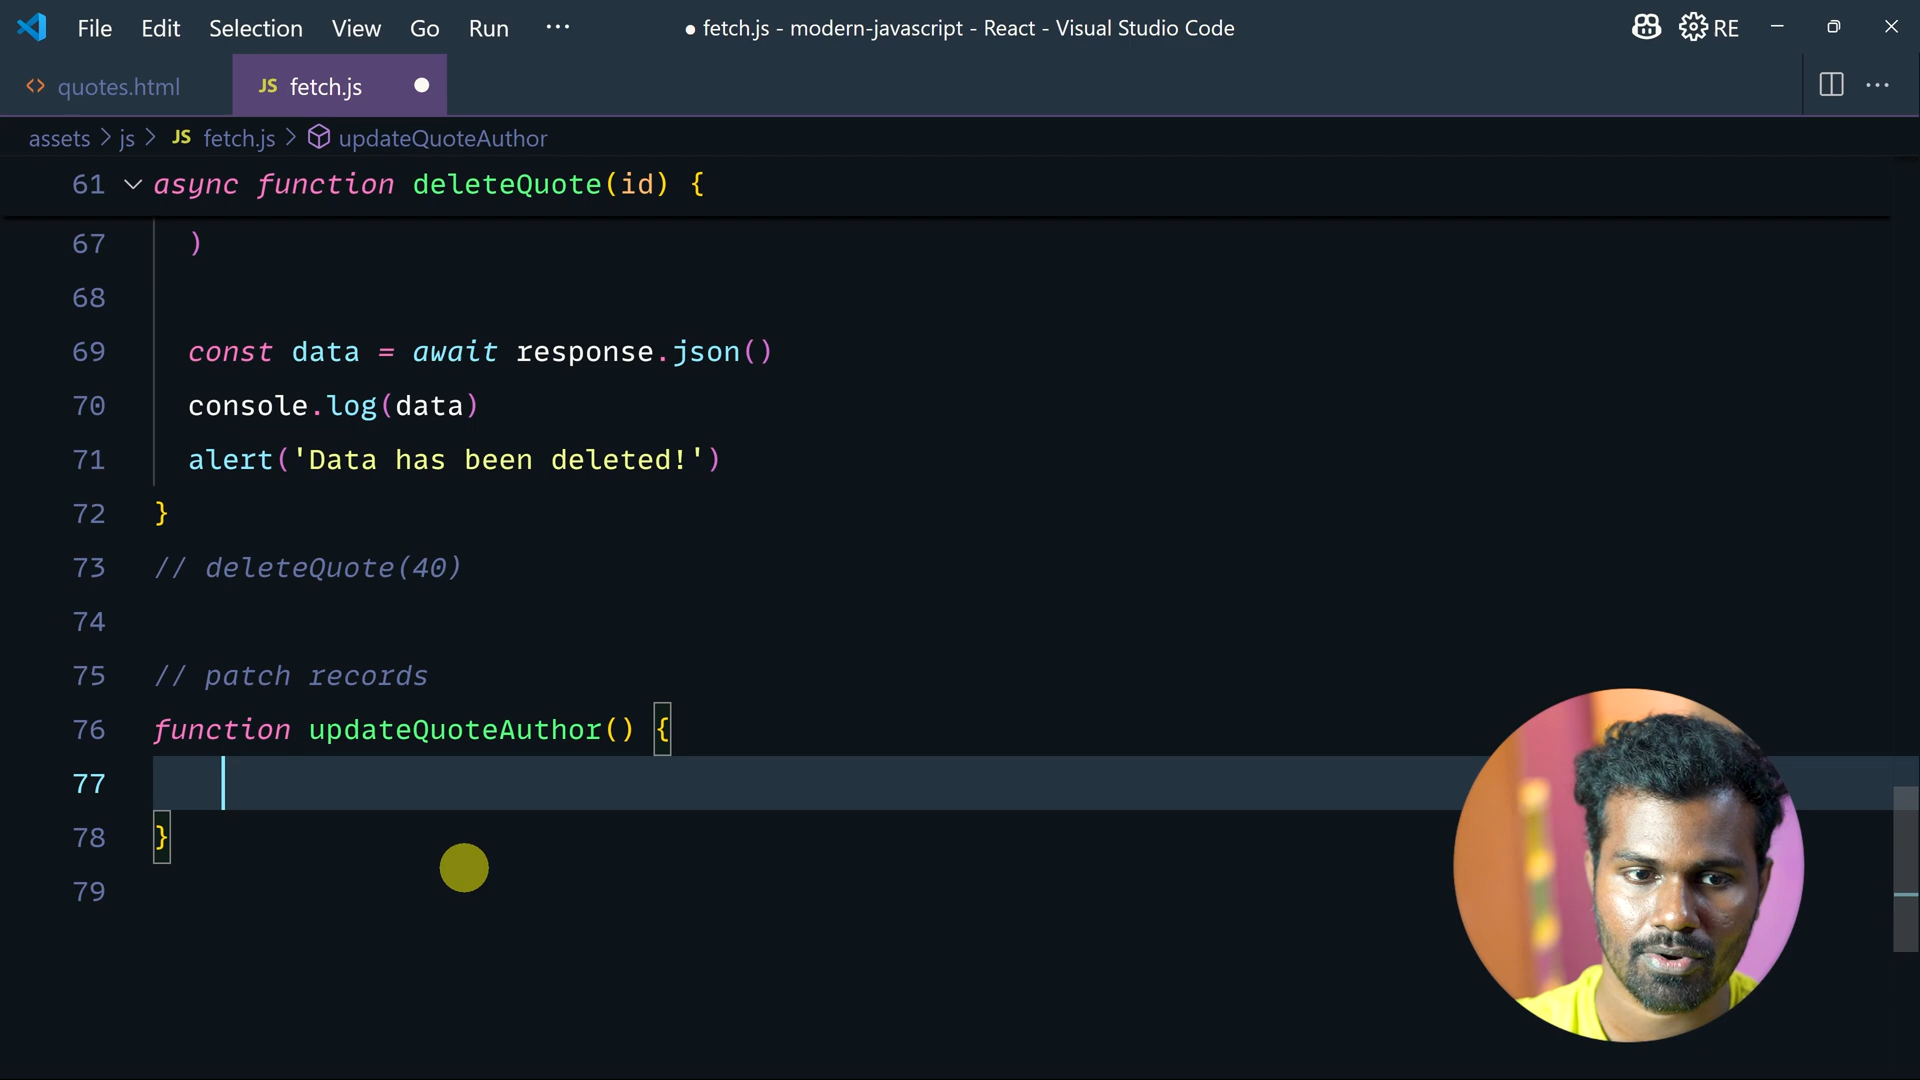 File Edit Selection View Go Run ··· ● fetch.js - modern-javascript - React - Visual Studio Code RE
quotes.html JS fetch.js
assets > js > JS fetch.js > updateQuoteAuthor
61 async function deleteQuote(id) {
67 )
68
69 const data = await response.json()
70 console.log(data)
71 alert('Data has been deleted!')
72 }
73 // deleteQuote(40)
74
75 // patch records
76 function updateQuoteAuthor() {
77
78 }
79